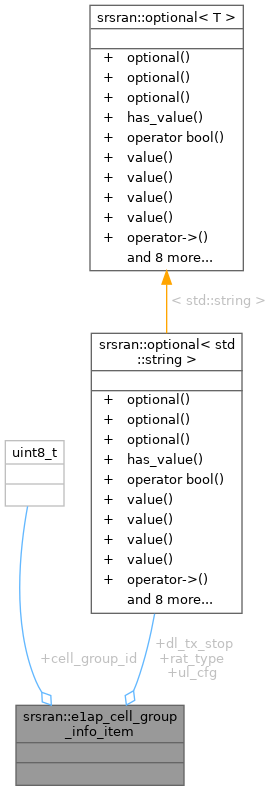 srsran::optional< T >
+ optional()
+ optional()
+ optional()
+ has_value()
+ operator bool()
+ value()
+ value()
+ value()
+ value()
+ operator->()
and 8 more...
< std::string >
srsran::optional< std
::string >
+ optional()
+ optional()
+ optional()
+ has_value()
+ operator bool()
+ value()
+ value()
+ value()
+ value()
+ operator->()
and 8 more...
uint8_t
+cell_group_id
+dl_tx_stop
+rat_type
+ul_cfg
srsran::e1ap_cell_group
_info_item